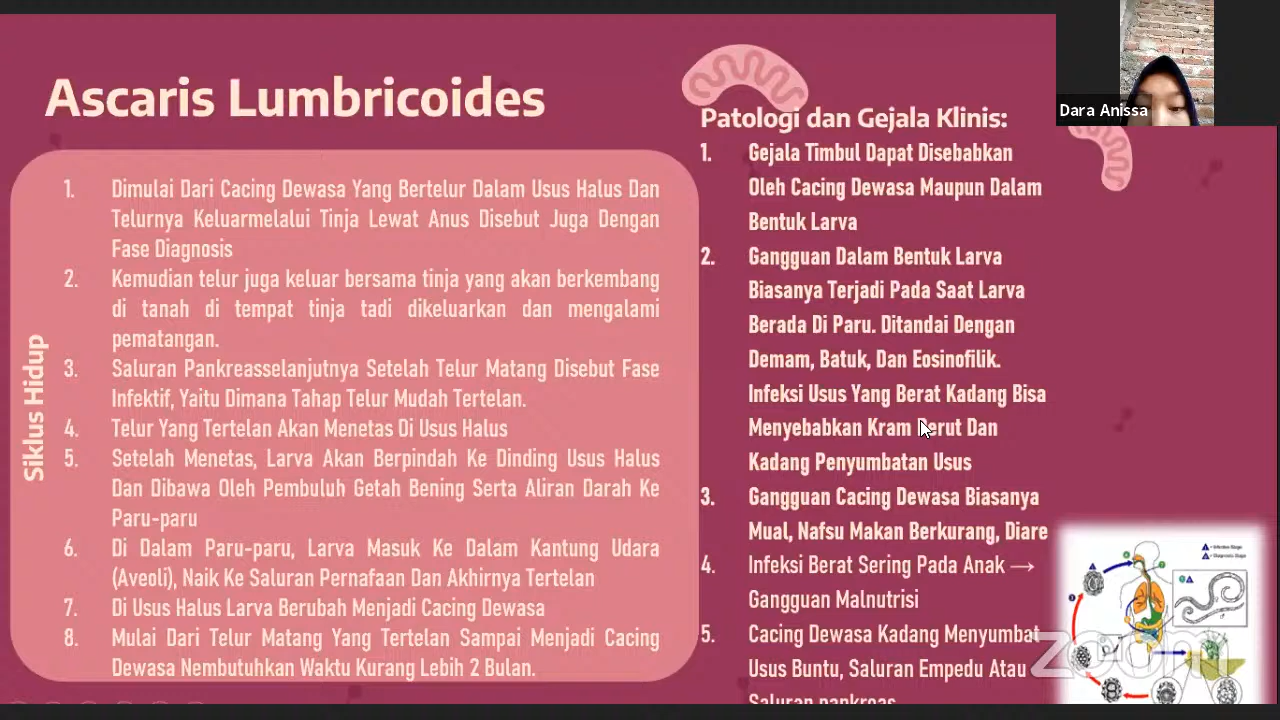 Ascaris Lumbricoides
Siklus Hidup
1. Dimulai Dari Cacing Dewasa Yang Bertelur Dalam Usus Halus Dan
Telurnya Keluarmelalui Tinja Lewat Anus Disebut Juga Dengan
Fase Diagnosis
2. Kemudian telur juga keluar bersama tinja yang akan berkembang
di tanah di tempat tinja tadi dikeluarkan dan mengalami
pematangan.
3. Saluran Pankreasselanjutnya Setelah Telur Matang Disebut Fase
Infektif, Yaitu Dimana Tahap Telur Mudah Tertelan.
4. Telur Yang Tertelan Akan Menetas Di Usus Halus
5. Setelah Menetas, Larva Akan Berpindah Ke Dinding Usus Halus
Dan Dibawa Oleh Pembuluh Getah Bening Serta Aliran Darah Ke
Paru-paru
6. Di Dalam Paru-paru, Larva Masuk Ke Dalam Kantung Udara
(Aveoli), Naik Ke Saluran Pernafaan Dan Akhirnya Tertelan
7. Di Usus Halus Larva Berubah Menjadi Cacing Dewasa
8. Mulai Dari Telur Matang Yang Tertelan Sampai Menjadi Cacing
Dewasa Nembutuhkan Waktu Kurang Lebih 2 Bulan.
Patologi dan Gejala Klinis:
1. Gejala Timbul Dapat Disebabkan
Oleh Cacing Dewasa Maupun Dalam
Bentuk Larva
2. Gangguan Dalam Bentuk Larva
Biasanya Terjadi Pada Saat Larva
Berada Di Paru. Ditandai Dengan
Demam, Batuk, Dan Eosinofilik.
Infeksi Usus Yang Berat Kadang Bisa
Menyebabkan Kram Perut Dan
Kadang Penyumbatan Usus
3. Gangguan Cacing Dewasa Biasanya
Mual, Nafsu Makan Berkurang, Diare
4. Infeksi Berat Sering Pada Anak →
Gangguan Malnutrisi
5. Cacing Dewasa Kadang Menyumbat
Usus Buntu, Saluran Empedu Atau
Saluran pankreas
Dara Anissa
zoom